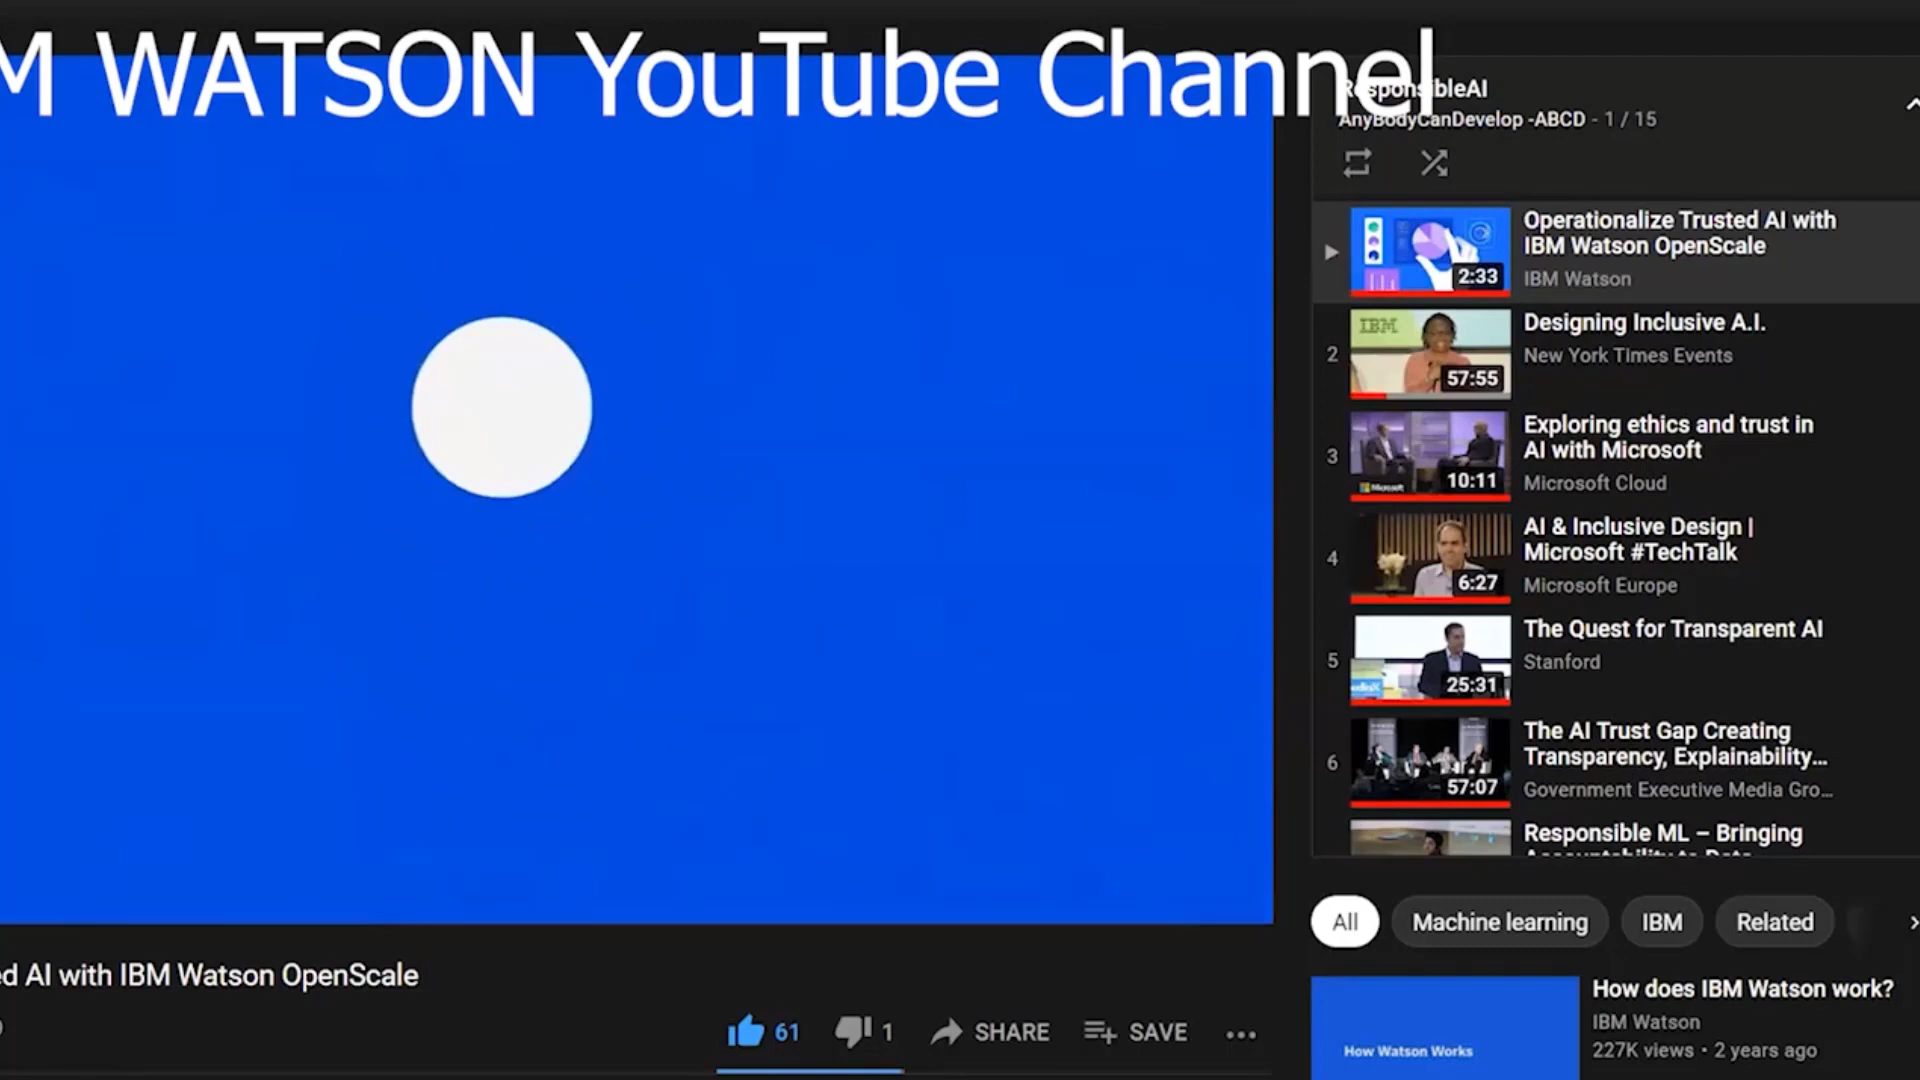 M WATSON YouTube Channel
ResponsibleAI
AnyBodyCanDevelop -ABCD - 1 / 15
Operationalize Trusted AI with
IBM Watson OpenScale
IBM Watson
2:33
2
IBM
57:55
Designing Inclusive A.I.
New York Times Events
3
Microsoft
10:11
Exploring ethics and trust in
AI with Microsoft
Microsoft Cloud
4
6:27
AI & Inclusive Design |
Microsoft #TechTalk
Microsoft Europe
5
25:31
The Quest for Transparent AI
Stanford
6
57:07
The AI Trust Gap Creating
Transparency, Explainability...
Government Executive Media Gro...
Responsible ML – Bringing
All
Machine learning
IBM
Related
d AI with IBM Watson OpenScale
61
1
SHARE
SAVE
How Watson Works
How does IBM Watson work?
IBM Watson
227K views • 2 years ago